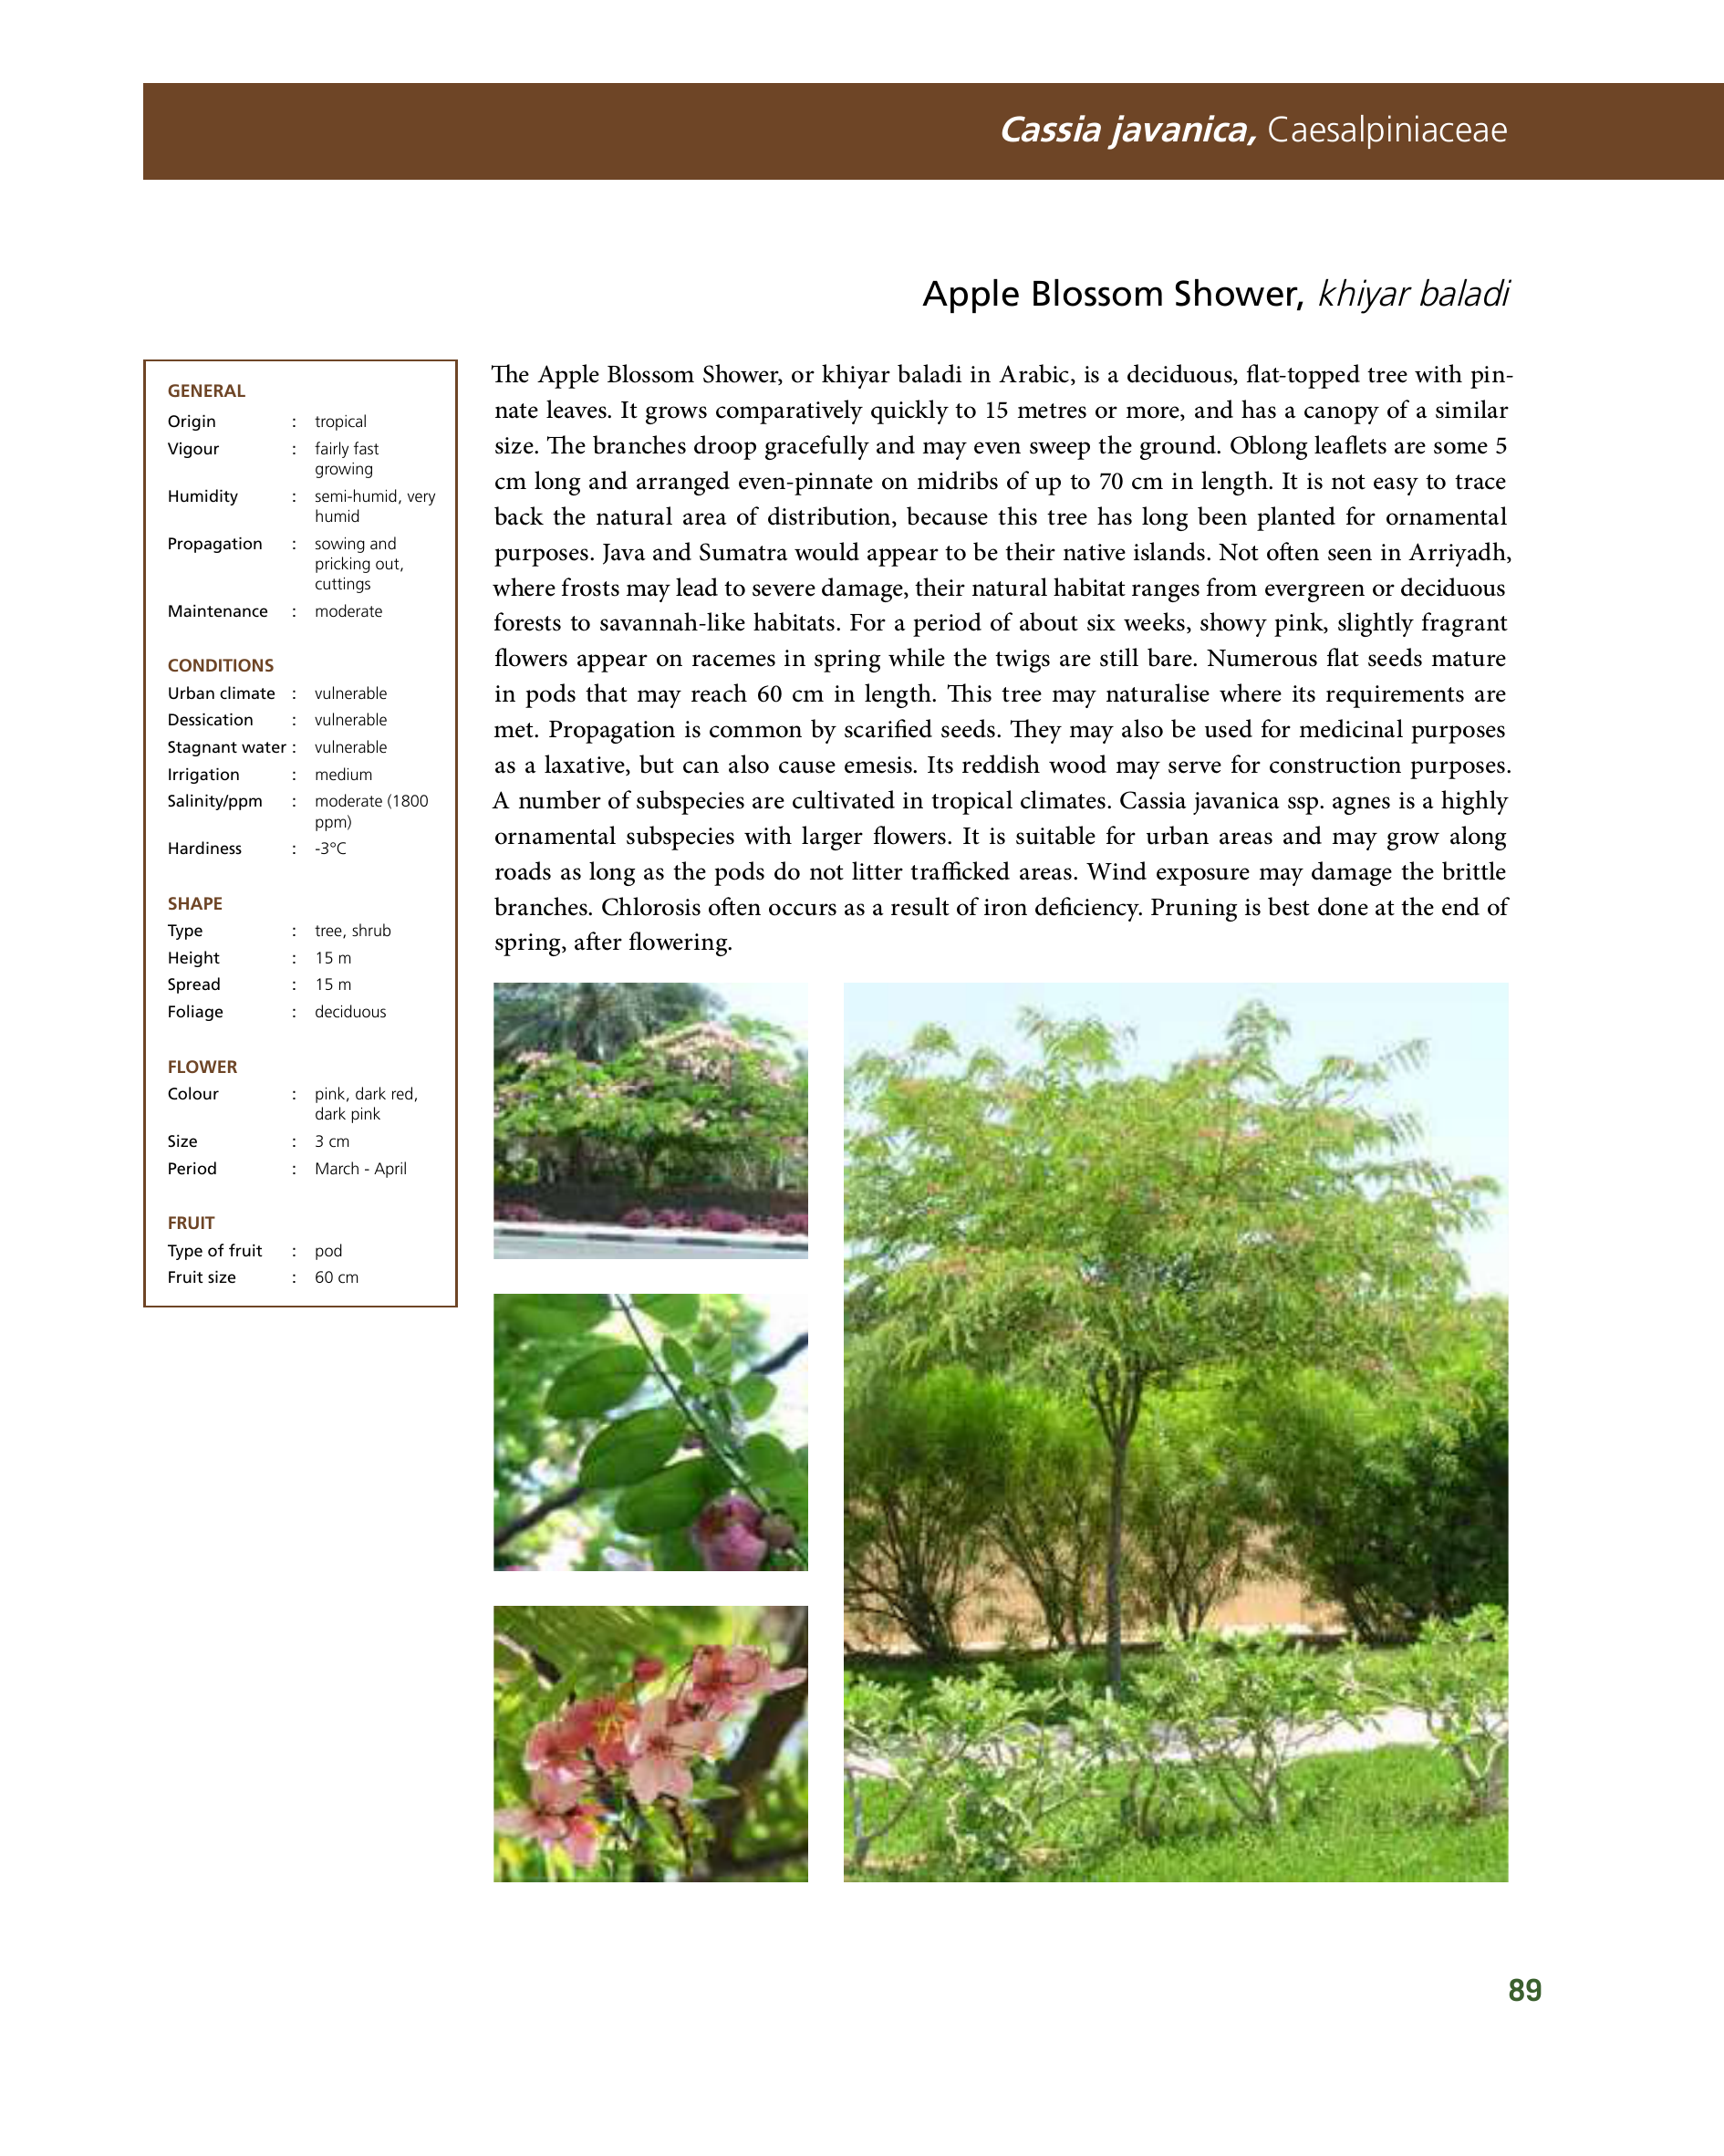 Cassia javanica, Caesalpiniaceae
Apple Blossom Shower, khiyar baladi
GENERAL
Origin : tropical
Vigour : fairly fast
growing
Humidity : semi-humid, very
humid
Propagation : sowing and
pricking out,
cuttings
Maintenance : moderate
CONDITIONS
Urban climate : vulnerable
Dessication : vulnerable
Stagnant water : vulnerable
Irrigation : medium
Salinity/ppm : moderate (1800
ppm)
Hardiness : -3°C
SHAPE
Type : tree, shrub
Height : 15 m
Spread : 15 m
Foliage : deciduous
FLOWER
Colour : pink, dark red,
dark pink
Size : 3 cm
Period : March - April
FRUIT
Type of fruit : pod
Fruit size : 60 cm
The Apple Blossom Shower, or khiyar baladi in Arabic, is a deciduous, flat-topped tree with pin-
nate leaves. It grows comparatively quickly to 15 metres or more, and has a canopy of a similar
size. The branches droop gracefully and may even sweep the ground. Oblong leaflets are some 5
cm long and arranged even-pinnate on midribs of up to 70 cm in length. It is not easy to trace
back the natural area of distribution, because this tree has long been planted for ornamental
purposes. Java and Sumatra would appear to be their native islands. Not often seen in Arriyadh,
where frosts may lead to severe damage, their natural habitat ranges from evergreen or deciduous
forests to savannah-like habitats. For a period of about six weeks, showy pink, slightly fragrant
flowers appear on racemes in spring while the twigs are still bare. Numerous flat seeds mature
in pods that may reach 60 cm in length. This tree may naturalise where its requirements are
met. Propagation is common by scarified seeds. They may also be used for medicinal purposes
as a laxative, but can also cause emesis. Its reddish wood may serve for construction purposes.
A number of subspecies are cultivated in tropical climates. Cassia javanica ssp. agnes is a highly
ornamental subspecies with larger flowers. It is suitable for urban areas and may grow along
roads as long as the pods do not litter trafficked areas. Wind exposure may damage the brittle
branches. Chlorosis often occurs as a result of iron deficiency. Pruning is best done at the end of
spring, after flowering.
89